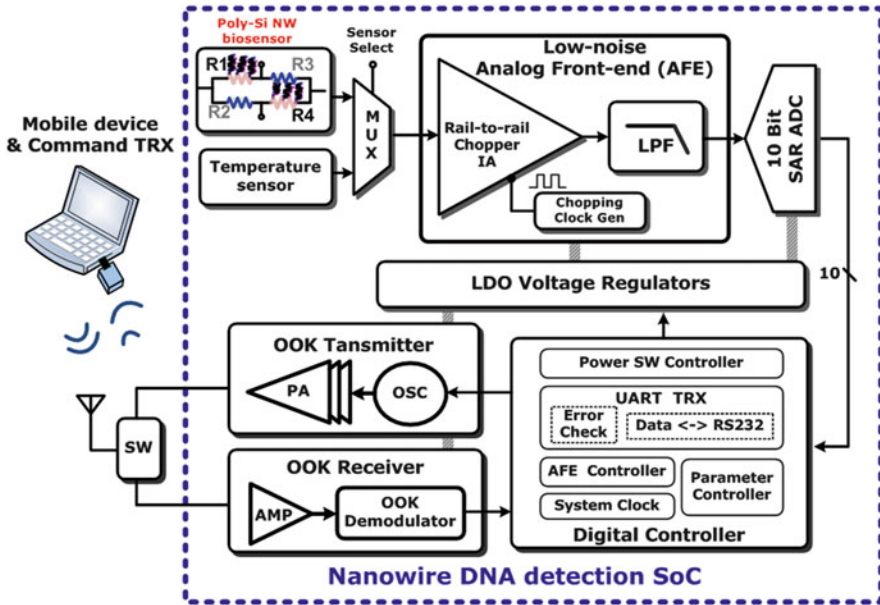 Poly-Si NW
biosensor
R1
R3
R2
R4
Sensor
Select
MUX
Temperature
sensor
Low-noise
Analog Front-end (AFE)
Rail-to-rail
Chopper
IA
LPF
Chopping
Clock Gen
10 Bit
SAR ADC
Mobile device
& Command TRX
LDO Voltage Regulators
10
OOK Tansmitter
PA
OSC
SW
OOK Receiver
AMP
OOK
Demodulator
Power SW Controller
UART TRX
Error
Check
Data <-> RS232
AFE Controller
System Clock
Parameter
Controller
Digital Controller
Nanowire DNA detection SoC